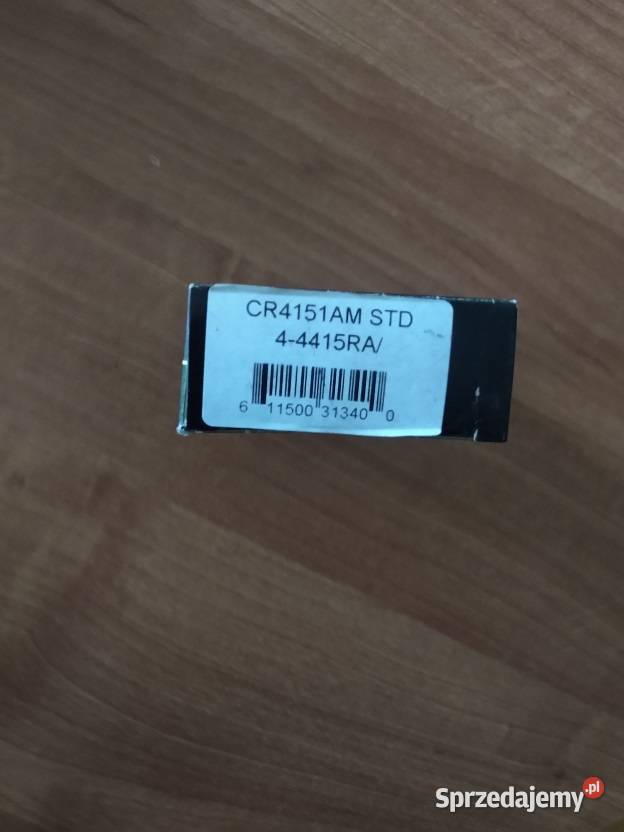 CR4151AM STD
4-4415RA/
6 11500 31340 0
Sprzedajemy.pl